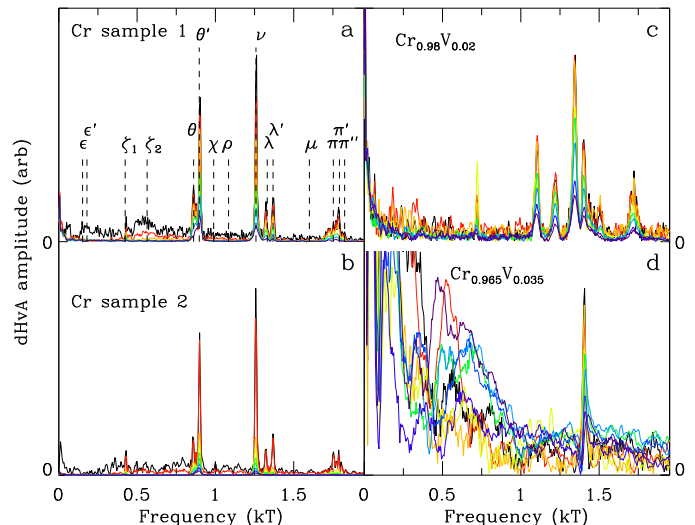 Cr sample 1
θ'
ν
a
ϵ'
ϵ
ζ1
ζ2
θ
χ
ρ
λ'
λ
μ
π'
ππ''
0
Cr0.98V0.02
c
0
b
Cr sample 2
0
d
Cr0.965V0.035
0
dHvA amplitude (arb)
0 0.5 1 1.5
0 0.5 1 1.5
Frequency (kT)
Frequency (kT)